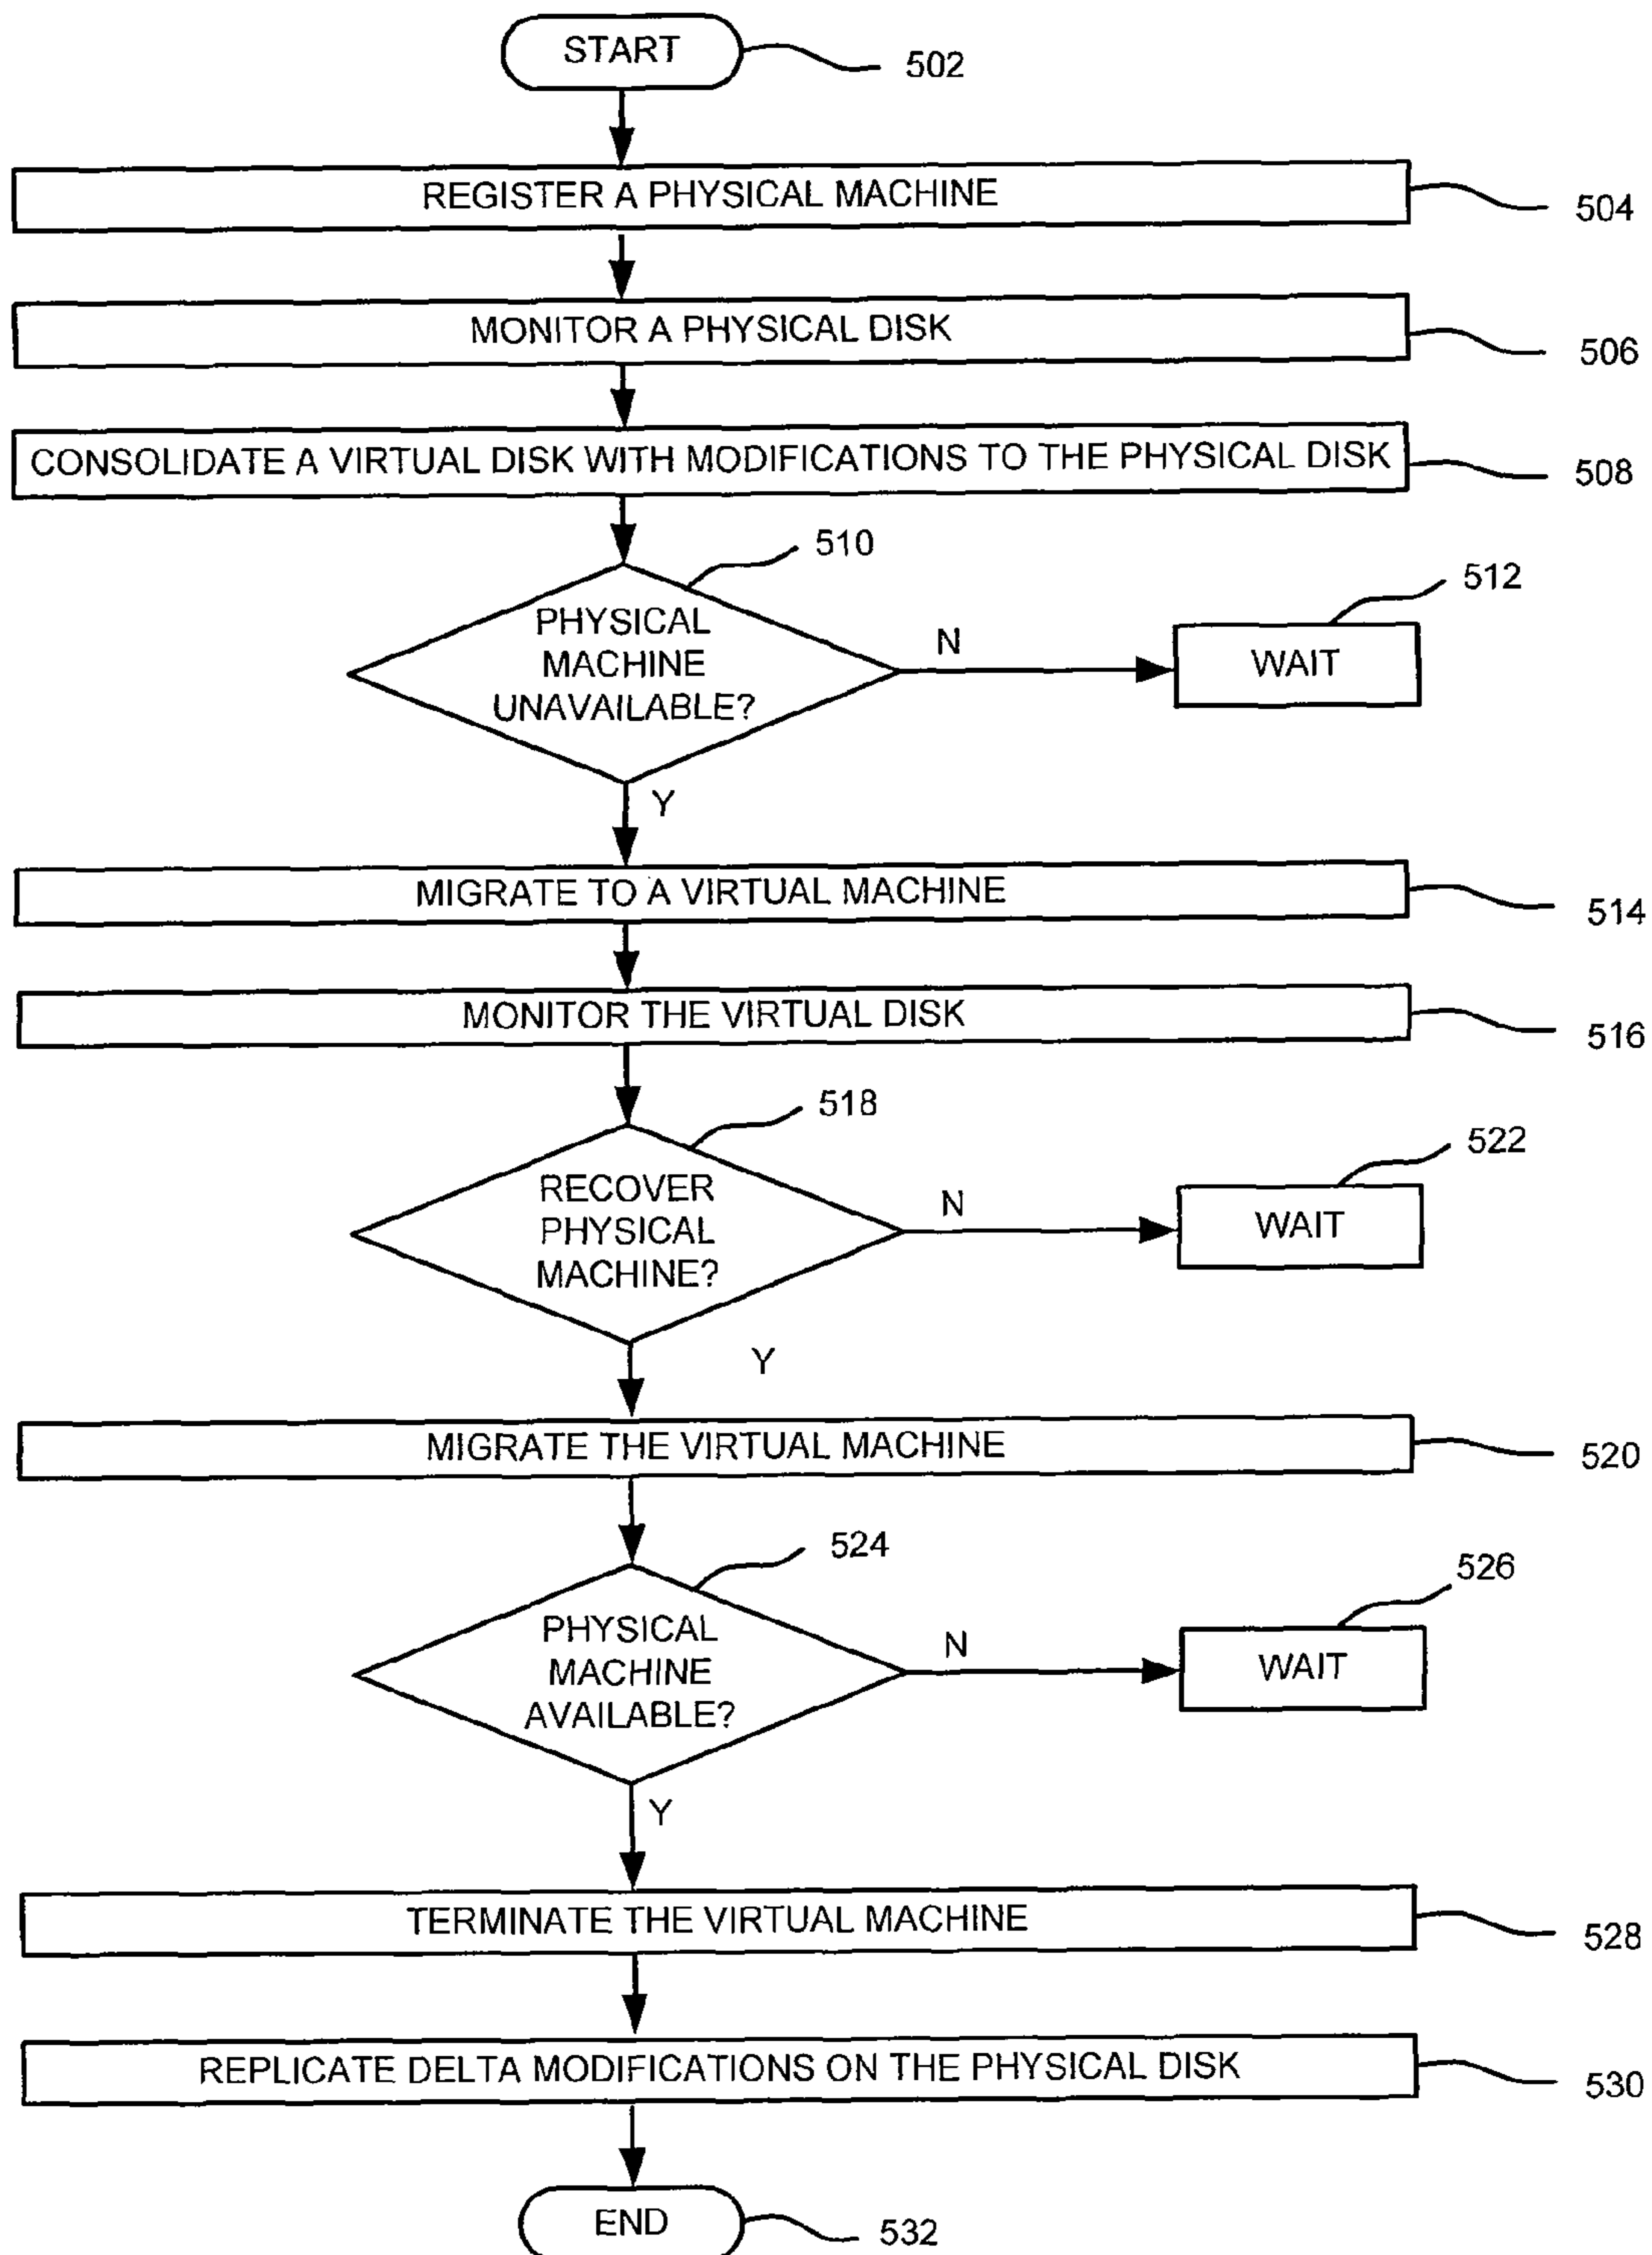 START
502
REGISTER A PHYSICAL MACHINE
504
MONITOR A PHYSICAL DISK
506
CONSOLIDATE A VIRTUAL DISK WITH MODIFICATIONS TO THE PHYSICAL DISK
508
510
PHYSICAL
MACHINE
UNAVAILABLE?
N
512
WAIT
Y
MIGRATE TO A VIRTUAL MACHINE
514
MONITOR THE VIRTUAL DISK
516
518
RECOVER
PHYSICAL
MACHINE?
N
522
WAIT
Y
MIGRATE THE VIRTUAL MACHINE
520
524
PHYSICAL
MACHINE
AVAILABLE?
N
526
WAIT
Y
TERMINATE THE VIRTUAL MACHINE
528
REPLICATE DELTA MODIFICATIONS ON THE PHYSICAL DISK
530
END
532